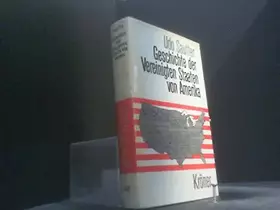 Udo Sautter
Geschichte der
Vereinigten Staaten
von Amerika
Kröner